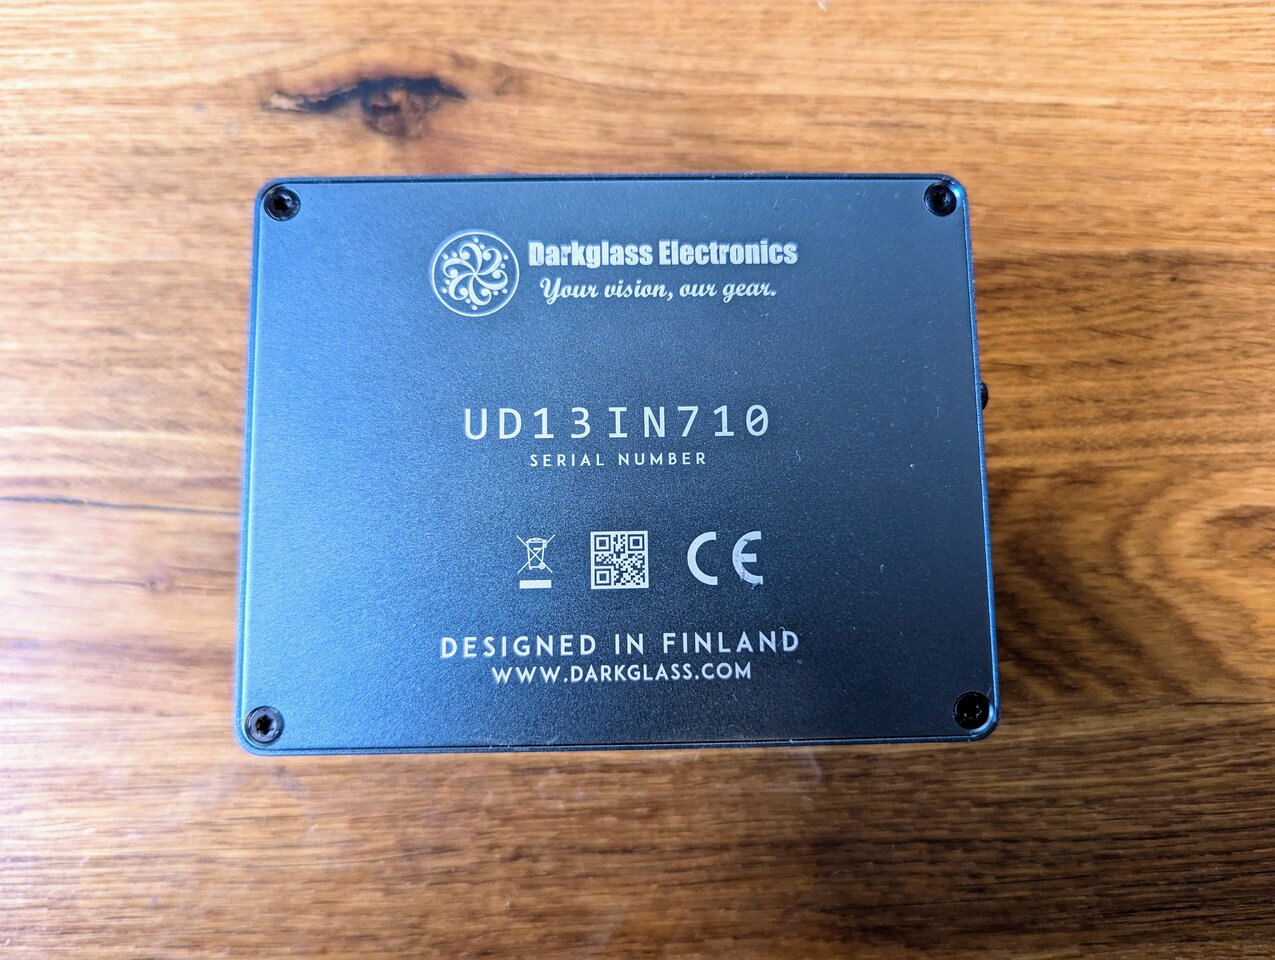 Darkglass Electronics
Your vision, our gear.
UD13IN710
SERIAL NUMBER
CE
DESIGNED IN FINLAND
WWW.DARKGLASS.COM